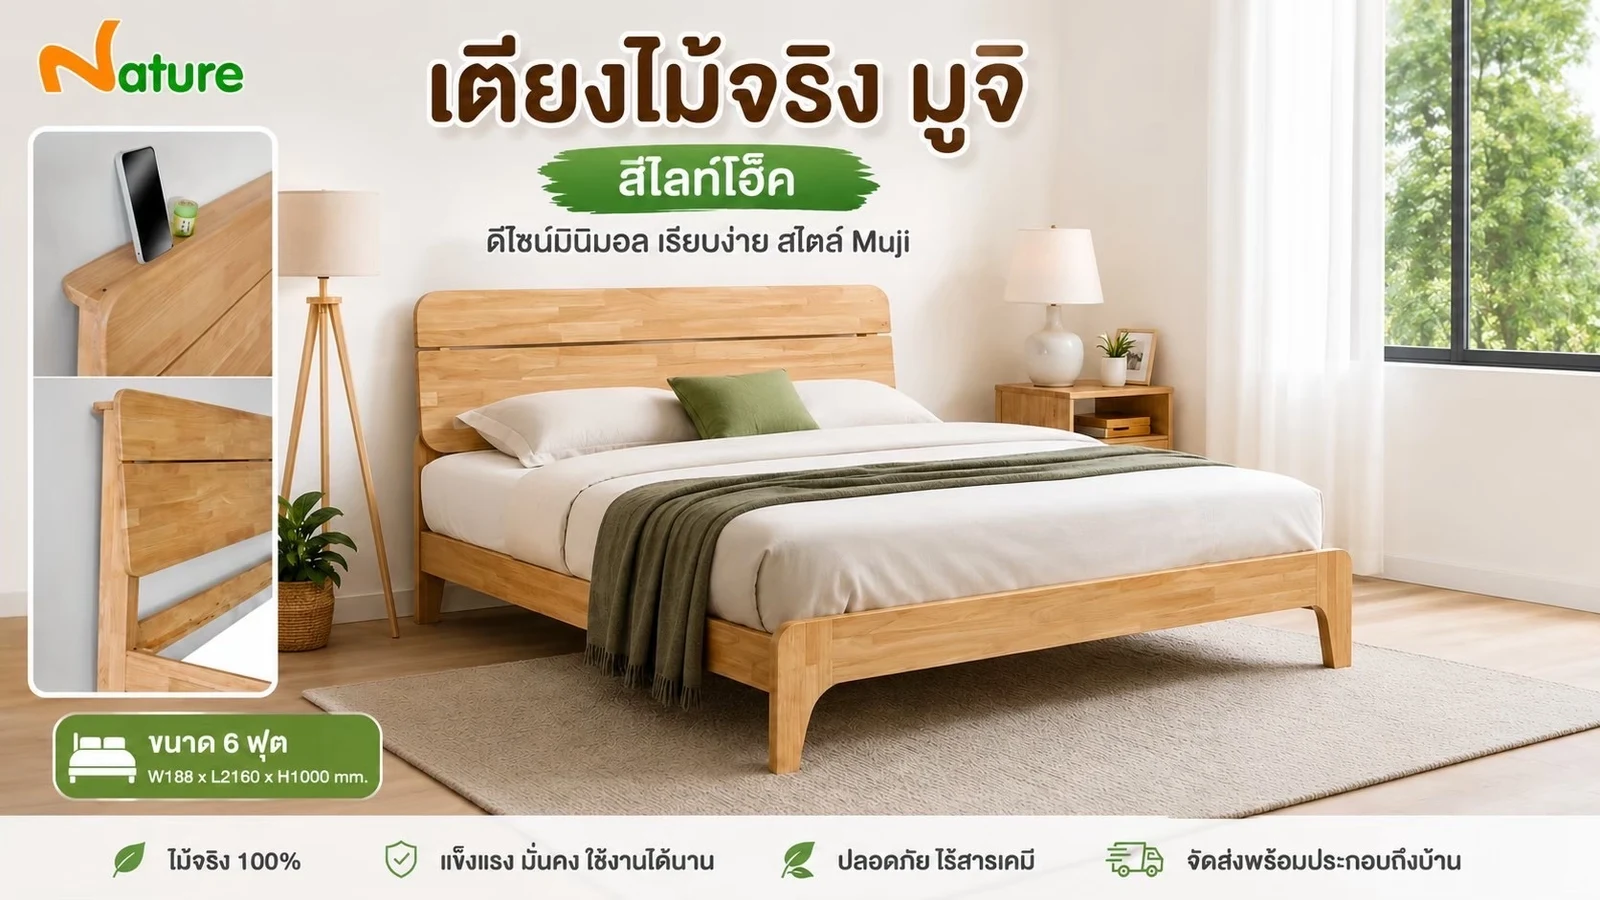 Nature
เตียงไม้จริง มูจิ
สีไลท์โอ๊ค
ดีไซน์มินิมอล เรียบง่าย สไตล์ Muji
ขนาด 6 ฟุต
W188 x L2160 x H1000 mm.
ไม้จริง 100%
แข็งแรง มั่นคง ใช้งานได้นาน
ปลอดภัย ไร้สารเคมี
จัดส่งพร้อมประกอบถึงบ้าน